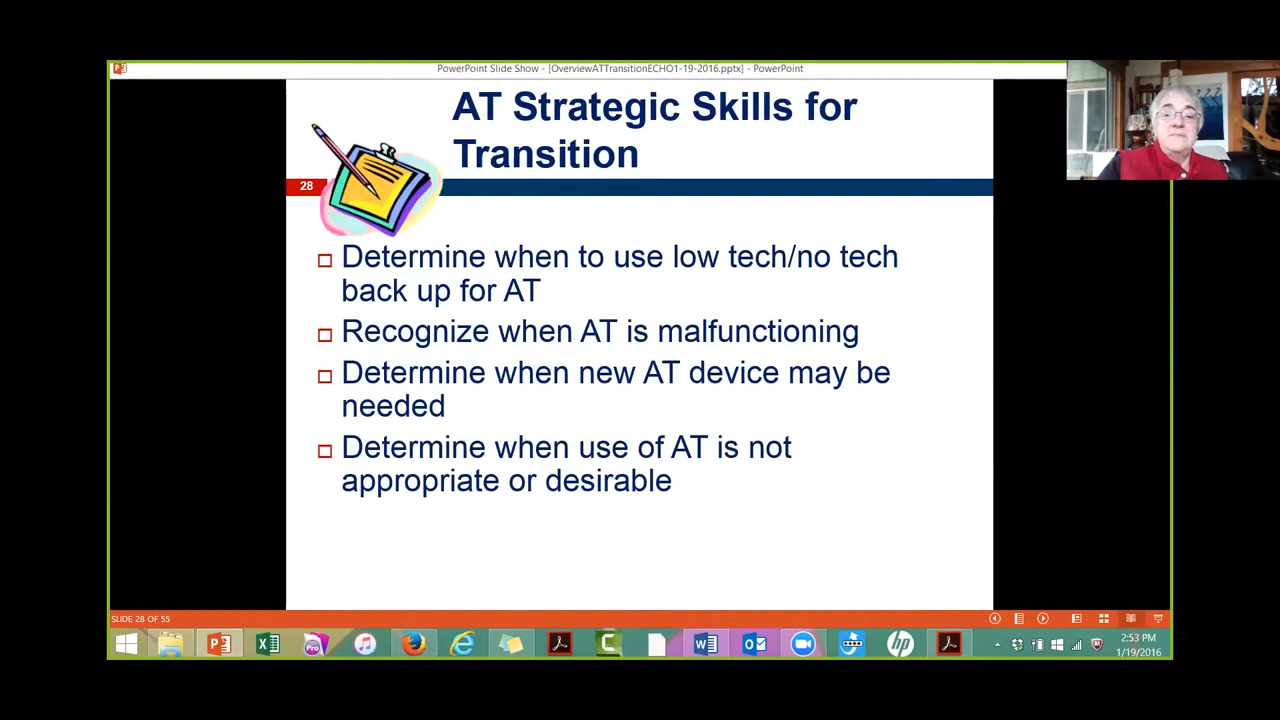 PowerPoint Slide Show - [OverviewATTransitionECHO1-19-2016.pptx] - PowerPoint
AT Strategic Skills for
Transition
28
Determine when to use low tech/no tech
back up for AT
Recognize when AT is malfunctioning
Determine when new AT device may be
needed
Determine when use of AT is not
appropriate or desirable
SLIDE 28 OF 55
Pro
hp
2:53 PM
1/19/2016